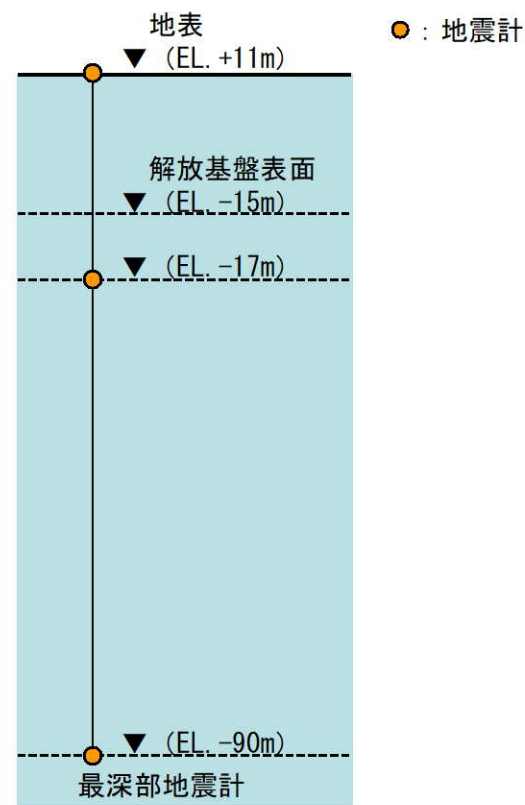 地表
▼ (EL. +11m)
● : 地震計
解放基盤表面
▼ (EL. -15m)
▼ (EL. -17m)
▼ (EL. -90m)
最深部地震計